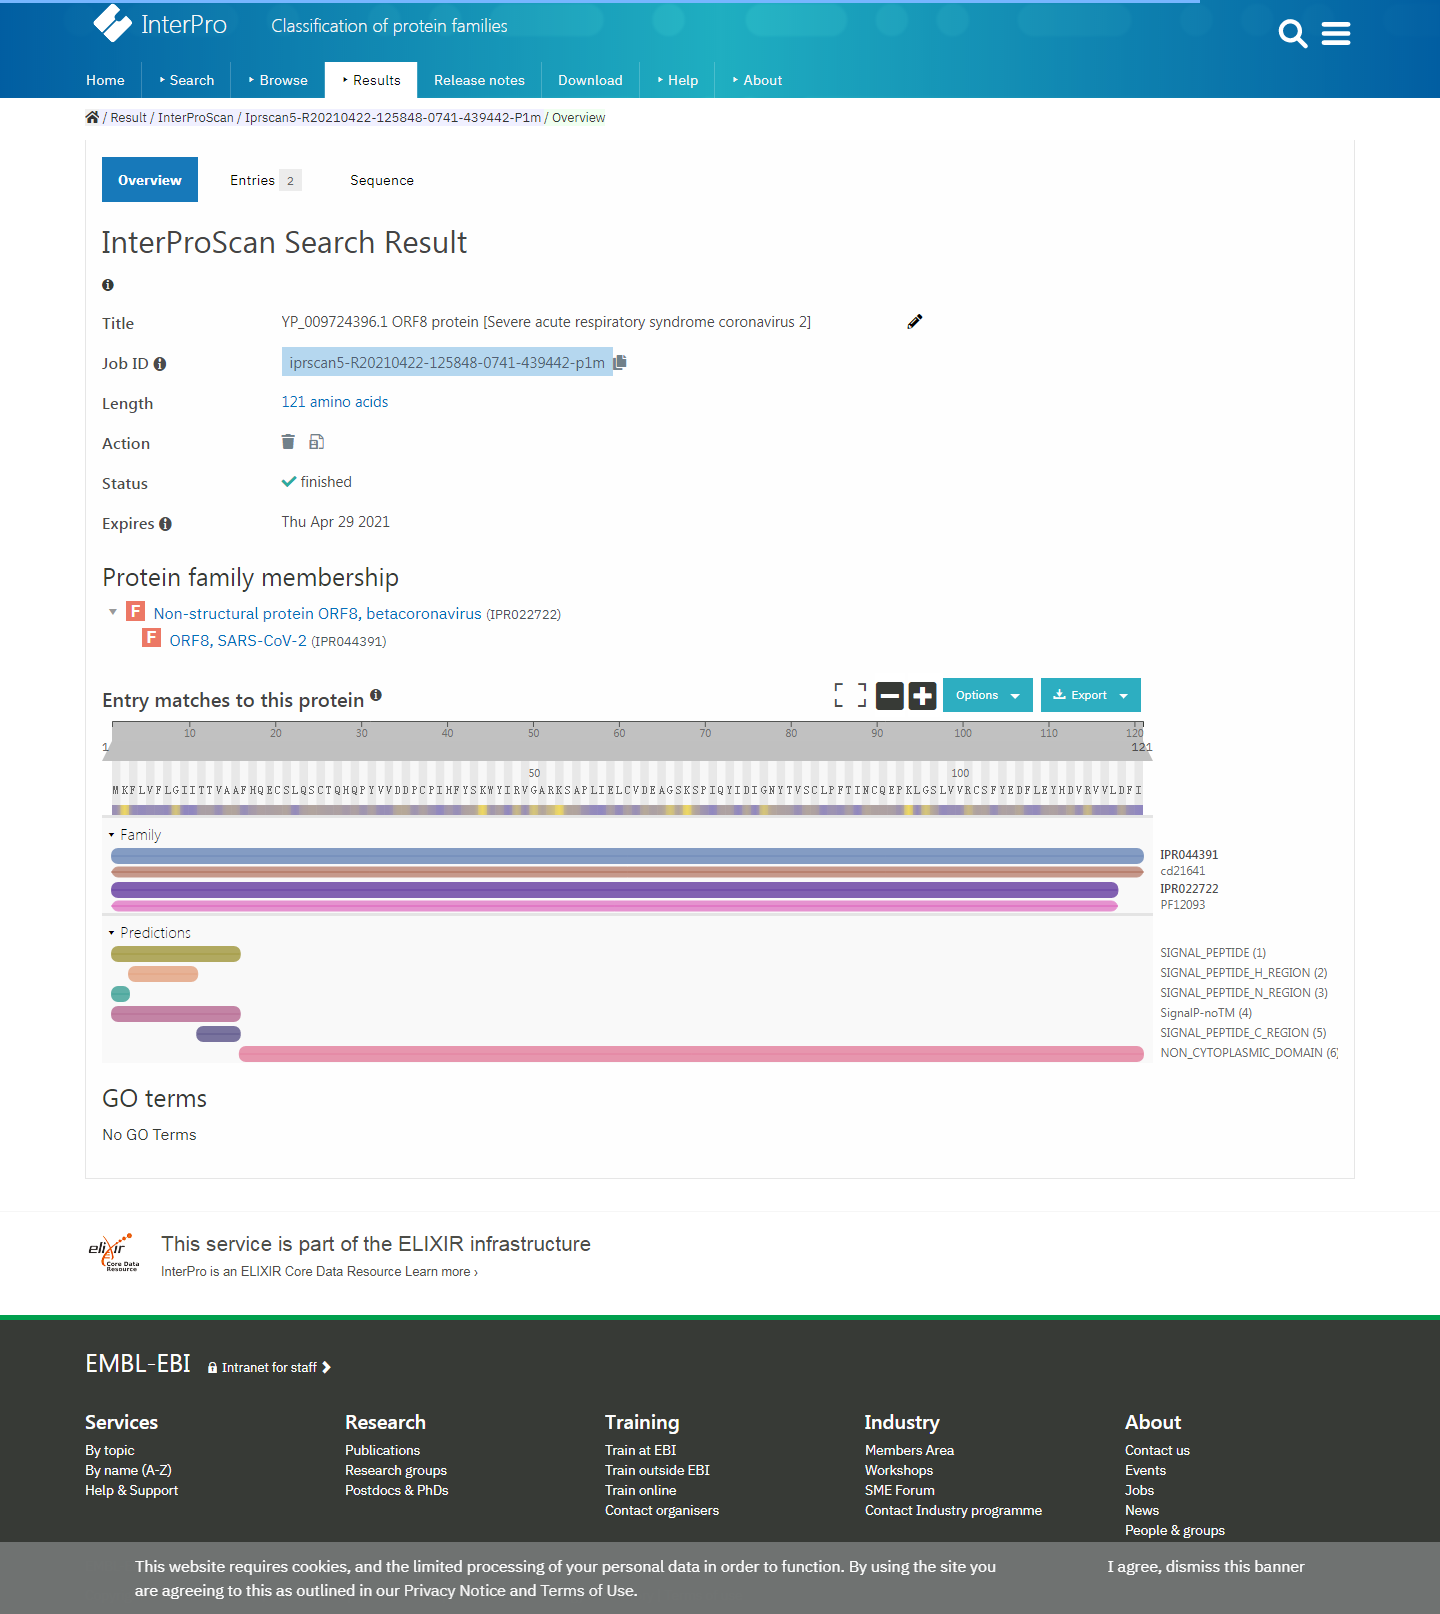 InterPro
Classification of protein families
Home
Search
Browse
Results
Release notes
Download
Help
About
/ Result / InterProScan / Iprscan5-R20210422-125848-0741-439442-P1m / Overview
Overview
Entries 2
Sequence
InterProScan Search Result
Title YP_009724396.1 ORF8 protein [Severe acute respiratory syndrome coronavirus 2]
Job ID iprscan5-R20210422-125848-0741-439442-p1m
Length 121 amino acids
Action
Status finished
Expires Thu Apr 29 2021
Protein family membership
F Non-structural protein ORF8, betacoronavirus (IPR022722)
F ORF8, SARS-CoV-2 (IPR044391)
Entry matches to this protein
Options
Export
10 20 30 40 50 60 70 80 90 100 110 120
1 121
50 100
MKFLVFLGIITTVAAFHQECSLQSCTQHQPYVVDDPCPIHFYSKWYIRVGARKSAPLIELCVDEAGSKSPIQYIDIGNYTVSCLPFTINCQEPKLGSLVVRCSFYEDFLEYHDVRVVLDFI
Family
IPR044391
cd21641
IPR022722
PF12093
Predictions
SIGNAL_PEPTIDE (1)
SIGNAL_PEPTIDE_H_REGION (2)
SIGNAL_PEPTIDE_N_REGION (3)
SignalP-noTM (4)
SIGNAL_PEPTIDE_C_REGION (5)
NON_CYTOPLASMIC_DOMAIN (6)
GO terms
No GO Terms
elixir
Core Data
Resource
This service is part of the ELIXIR infrastructure
InterPro is an ELIXIR Core Data Resource Learn more ›
EMBL-EBI
Intranet for staff
Services
By topic
By name (A-Z)
Help & Support
Research
Publications
Research groups
Postdocs & PhDs
Training
Train at EBI
Train outside EBI
Train online
Contact organisers
Industry
Members Area
Workshops
SME Forum
Contact Industry programme
About
Contact us
Events
Jobs
News
People & groups
This website requires cookies, and the limited processing of your personal data in order to function. By using the site you
are agreeing to this as outlined in our Privacy Notice and Terms of Use.
I agree, dismiss this banner